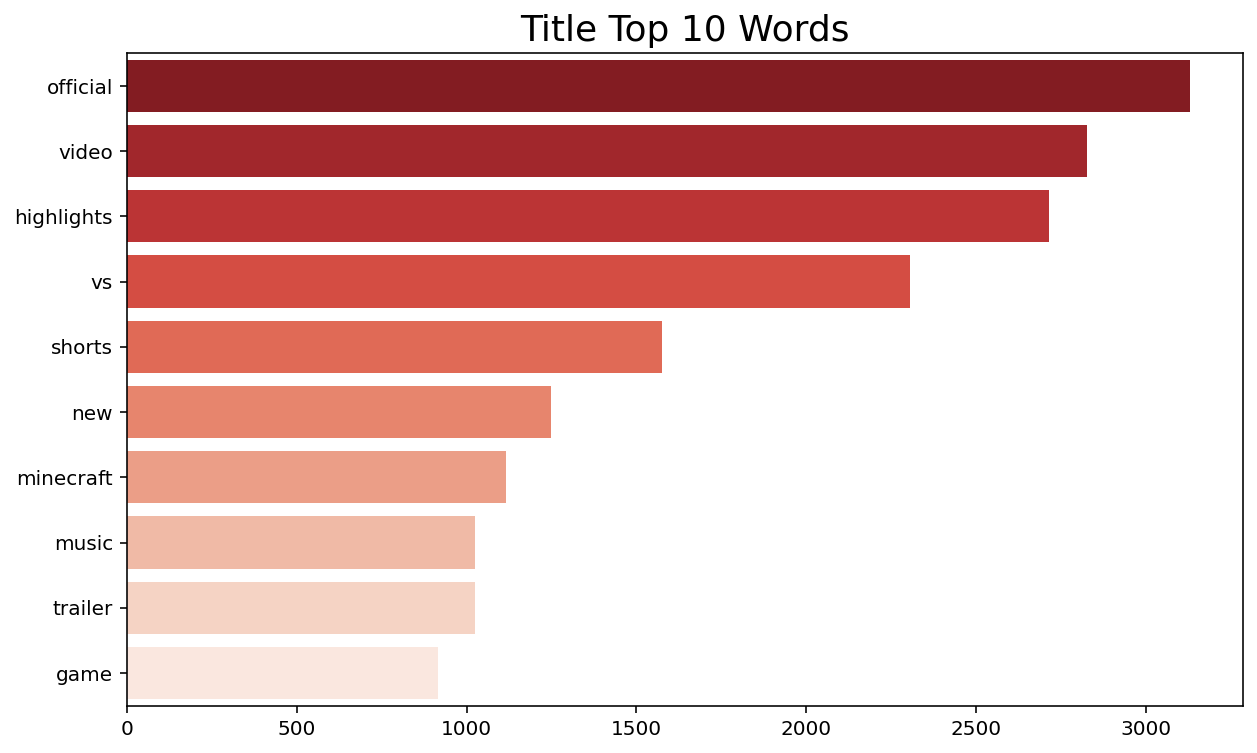 Title Top 10 Words
official
video
highlights
vs
shorts
new
minecraft
music
trailer
game
0 500 1000 1500 2000 2500 3000